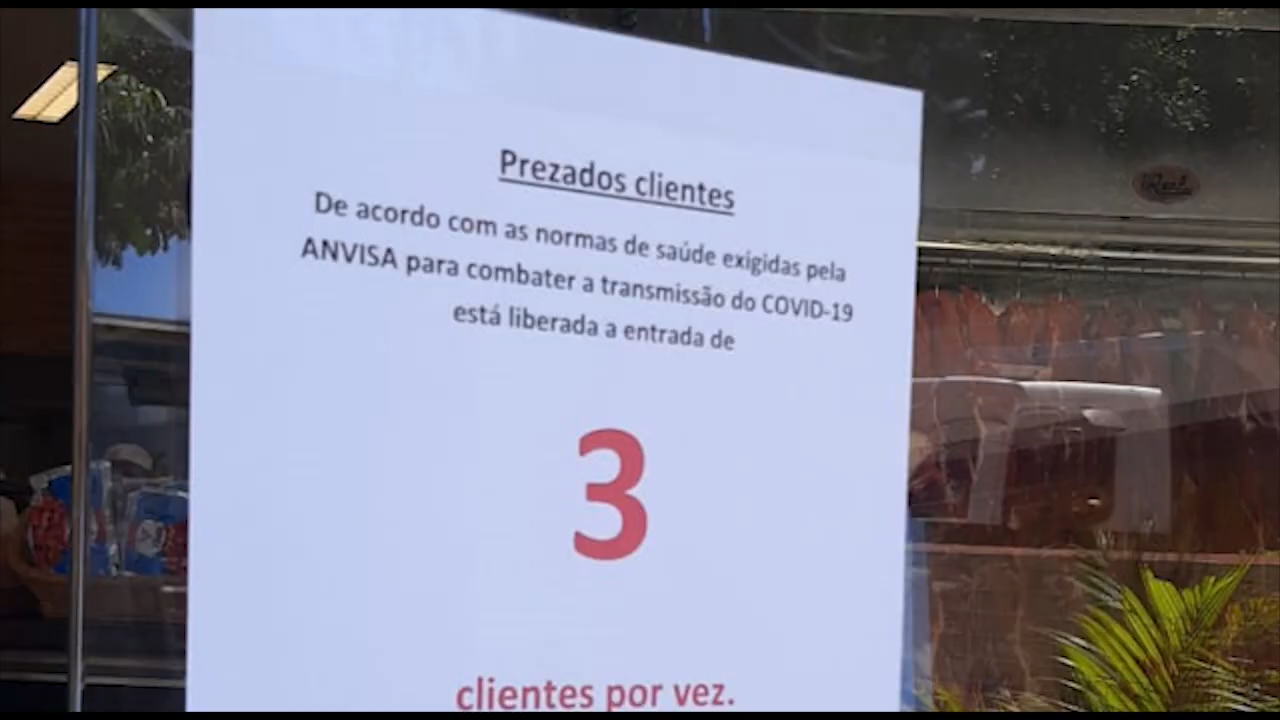 Prezados clientes
De acordo com as normas de saúde exigidas pela
ANVISA para combater a transmissão do COVID-19
está liberada a entrada de
3
clientes por vez.